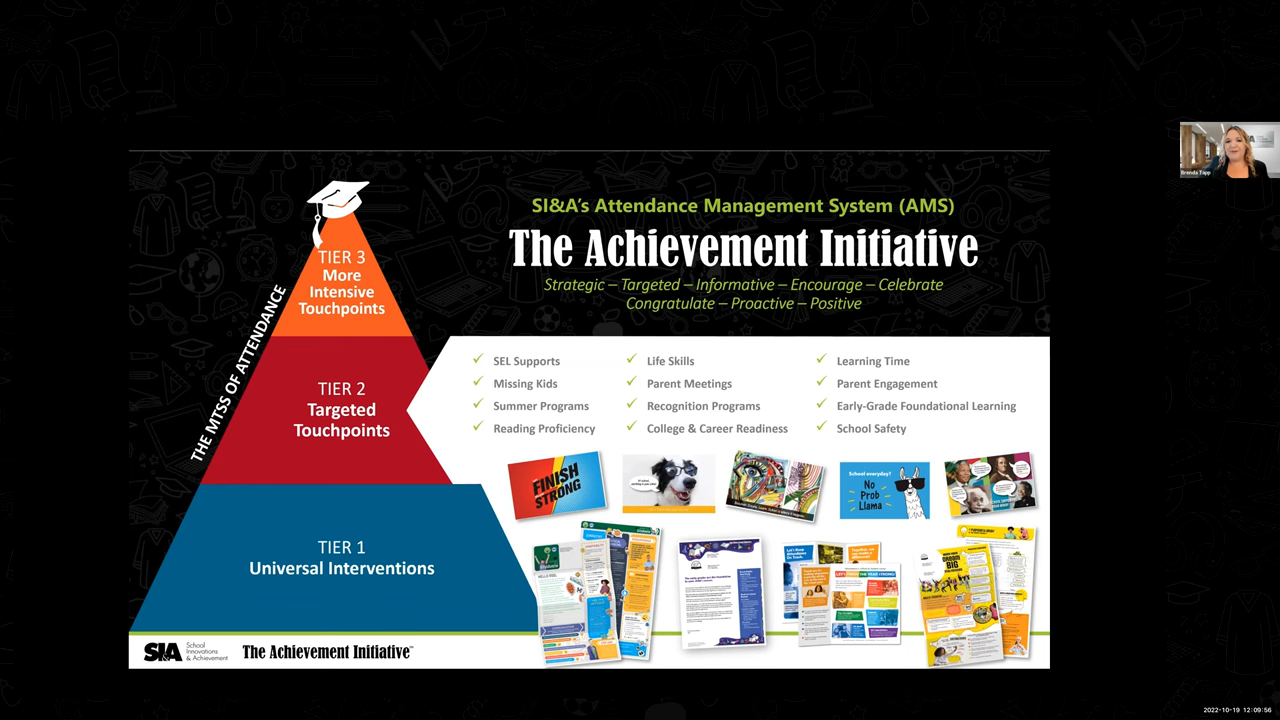 SI&A's Attendance Management System (AMS)
The Achievement Initiative
Strategic – Targeted – Informative – Encourage – Celebrate
Congratulate – Proactive – Positive
THE MTSS OF ATTENDANCE
TIER 3
More
Intensive
Touchpoints
TIER 2
Targeted
Touchpoints
TIER 1
Universal Interventions
SEL Supports
Missing Kids
Summer Programs
Reading Proficiency
Life Skills
Parent Meetings
Recognition Programs
College & Career Readiness
Learning Time
Parent Engagement
Early-Grade Foundational Learning
School Safety
FINISH
STRONG
School everyday?
No
Prob
Llama
SI&A
School
Innovations
& Achievement
The Achievement Initiative
Brenda Tapp
2022-10-19 12:09:56